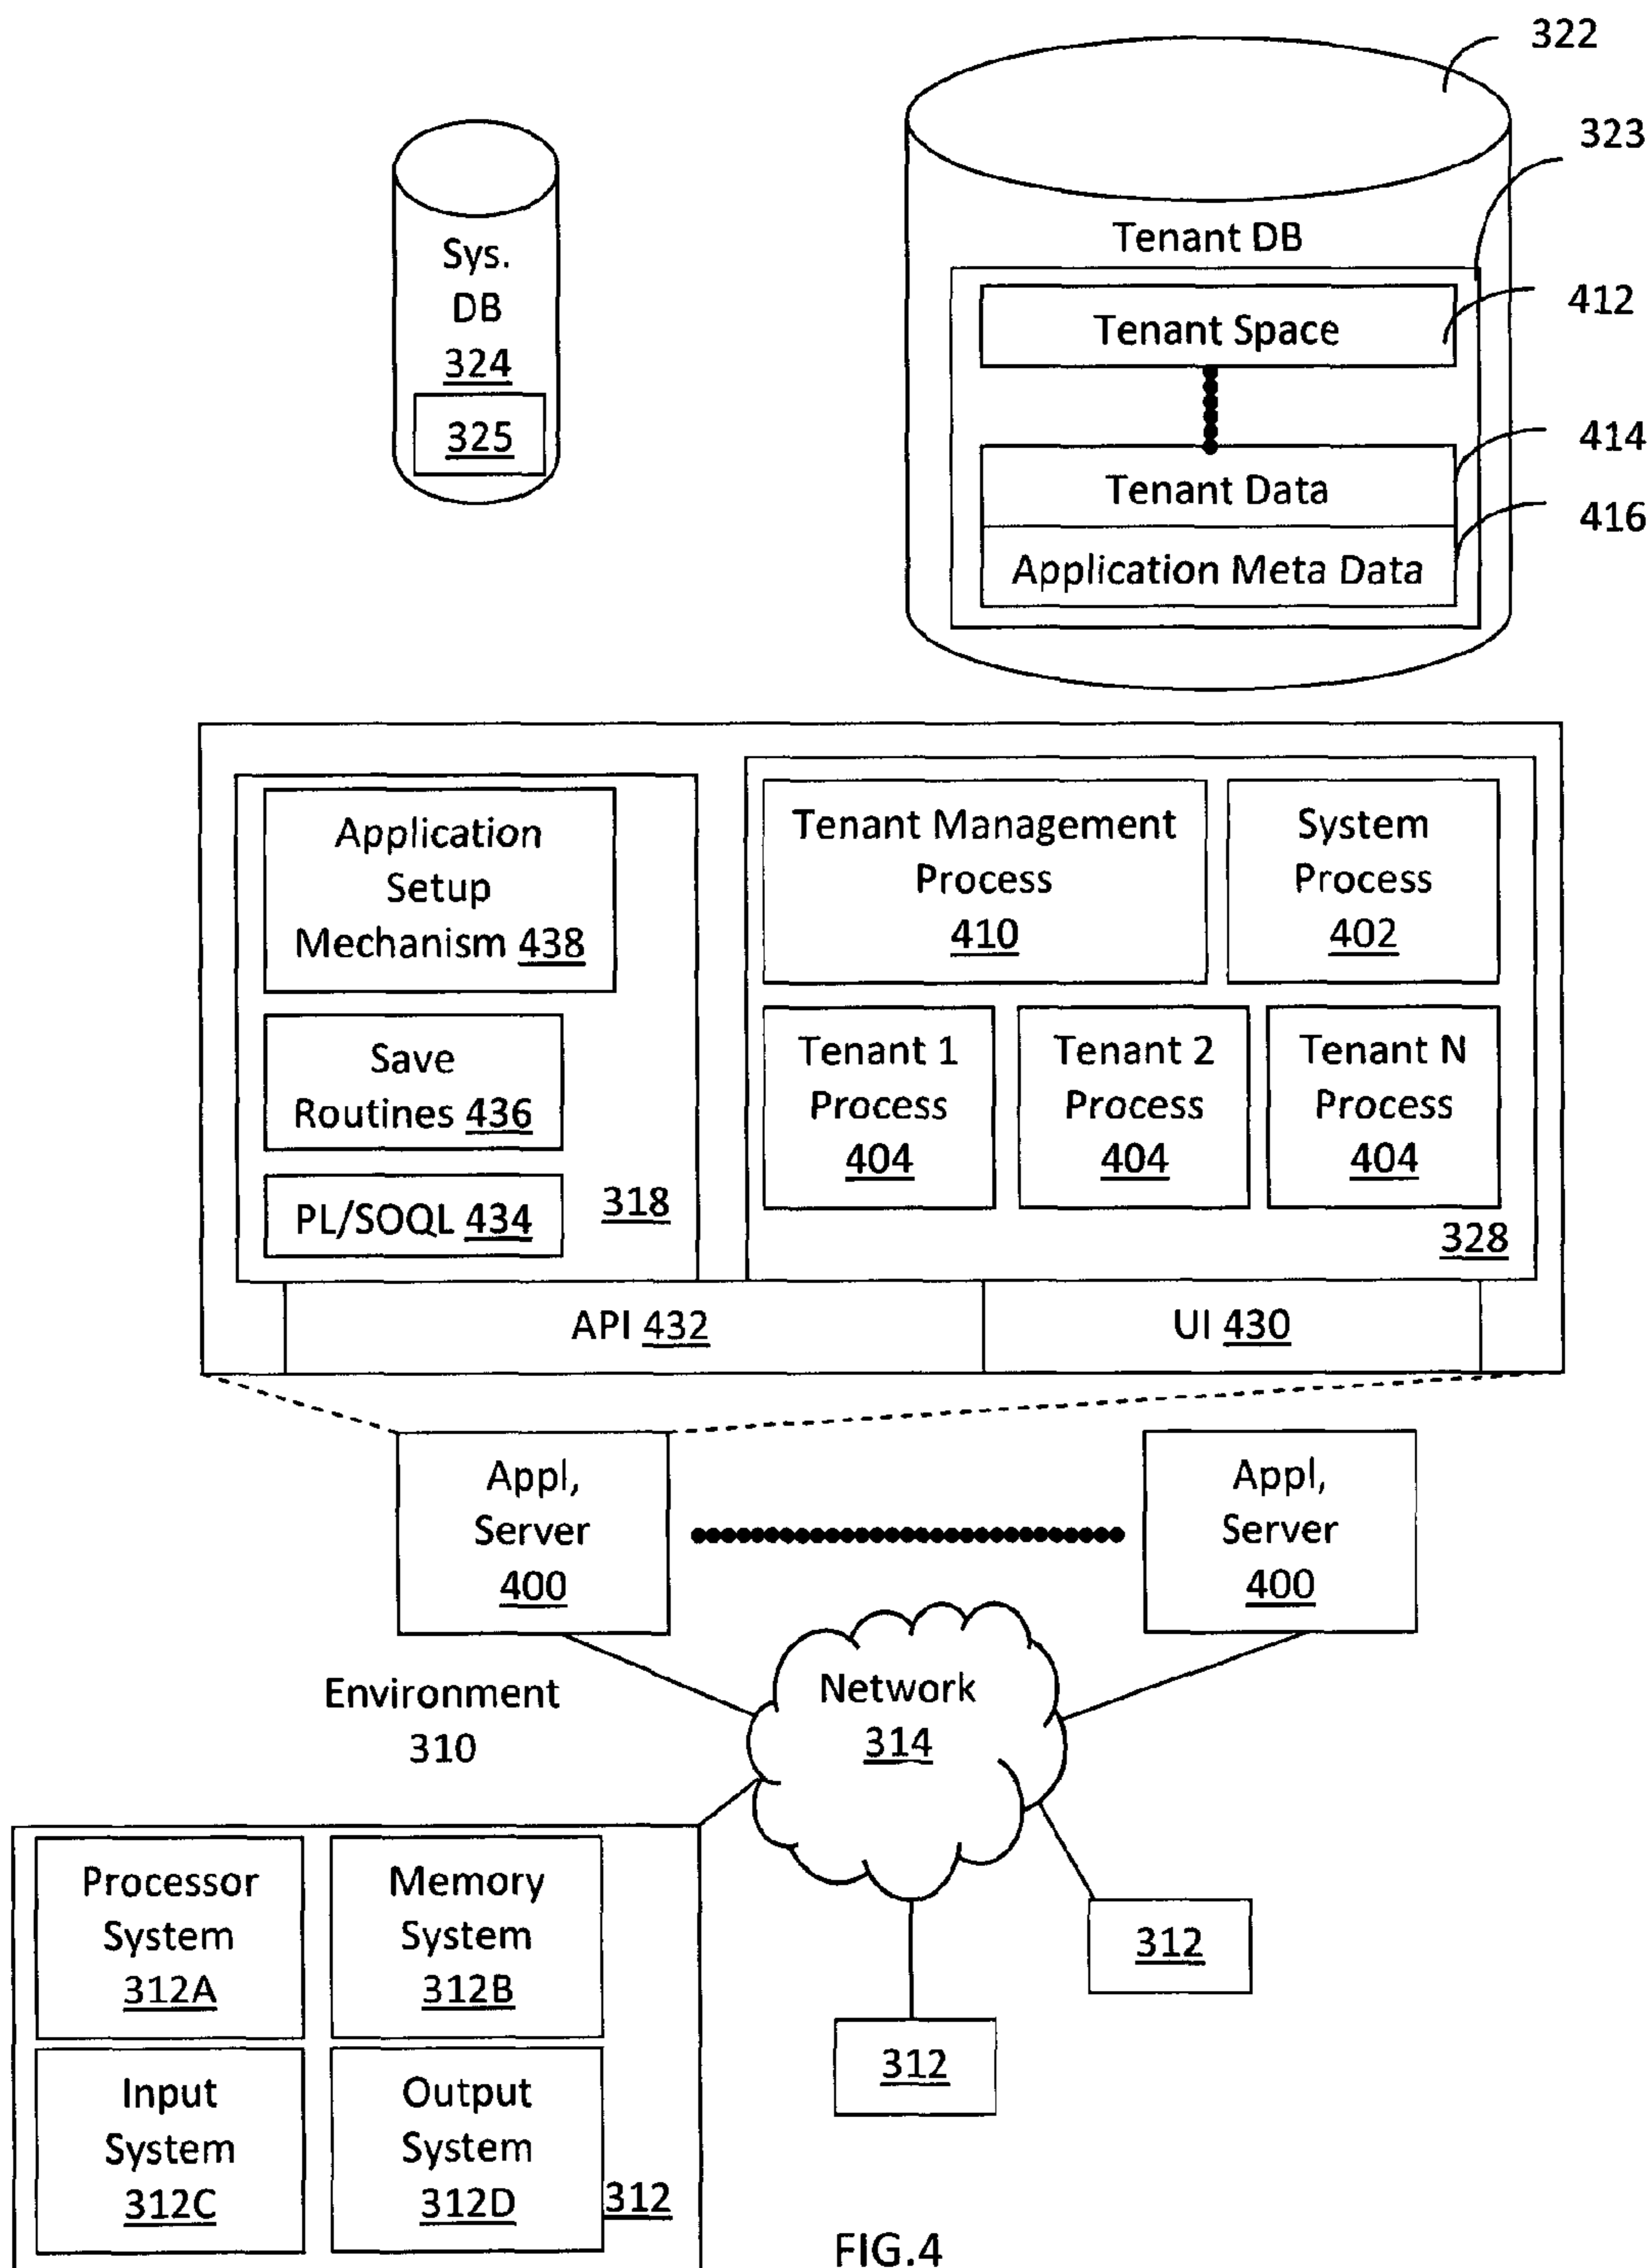 322
323
Tenant DB
Sys.
DB
324
325
Tenant Space
412
414
Tenant Data
416
Application Meta Data
Application
Setup
Mechanism 438
Save
Routines 436
PL/SOQL 434
318
Tenant Management
Process
410
System
Process
402
Tenant 1
Process
404
Tenant 2
Process
404
Tenant N
Process
404
328
API 432
UI 430
Appl,
Server
400
Appl,
Server
400
Environment
310
Network
314
Processor
System
312A
Memory
System
312B
Input
System
312C
Output
System
312D
312
312
312
FIG.4